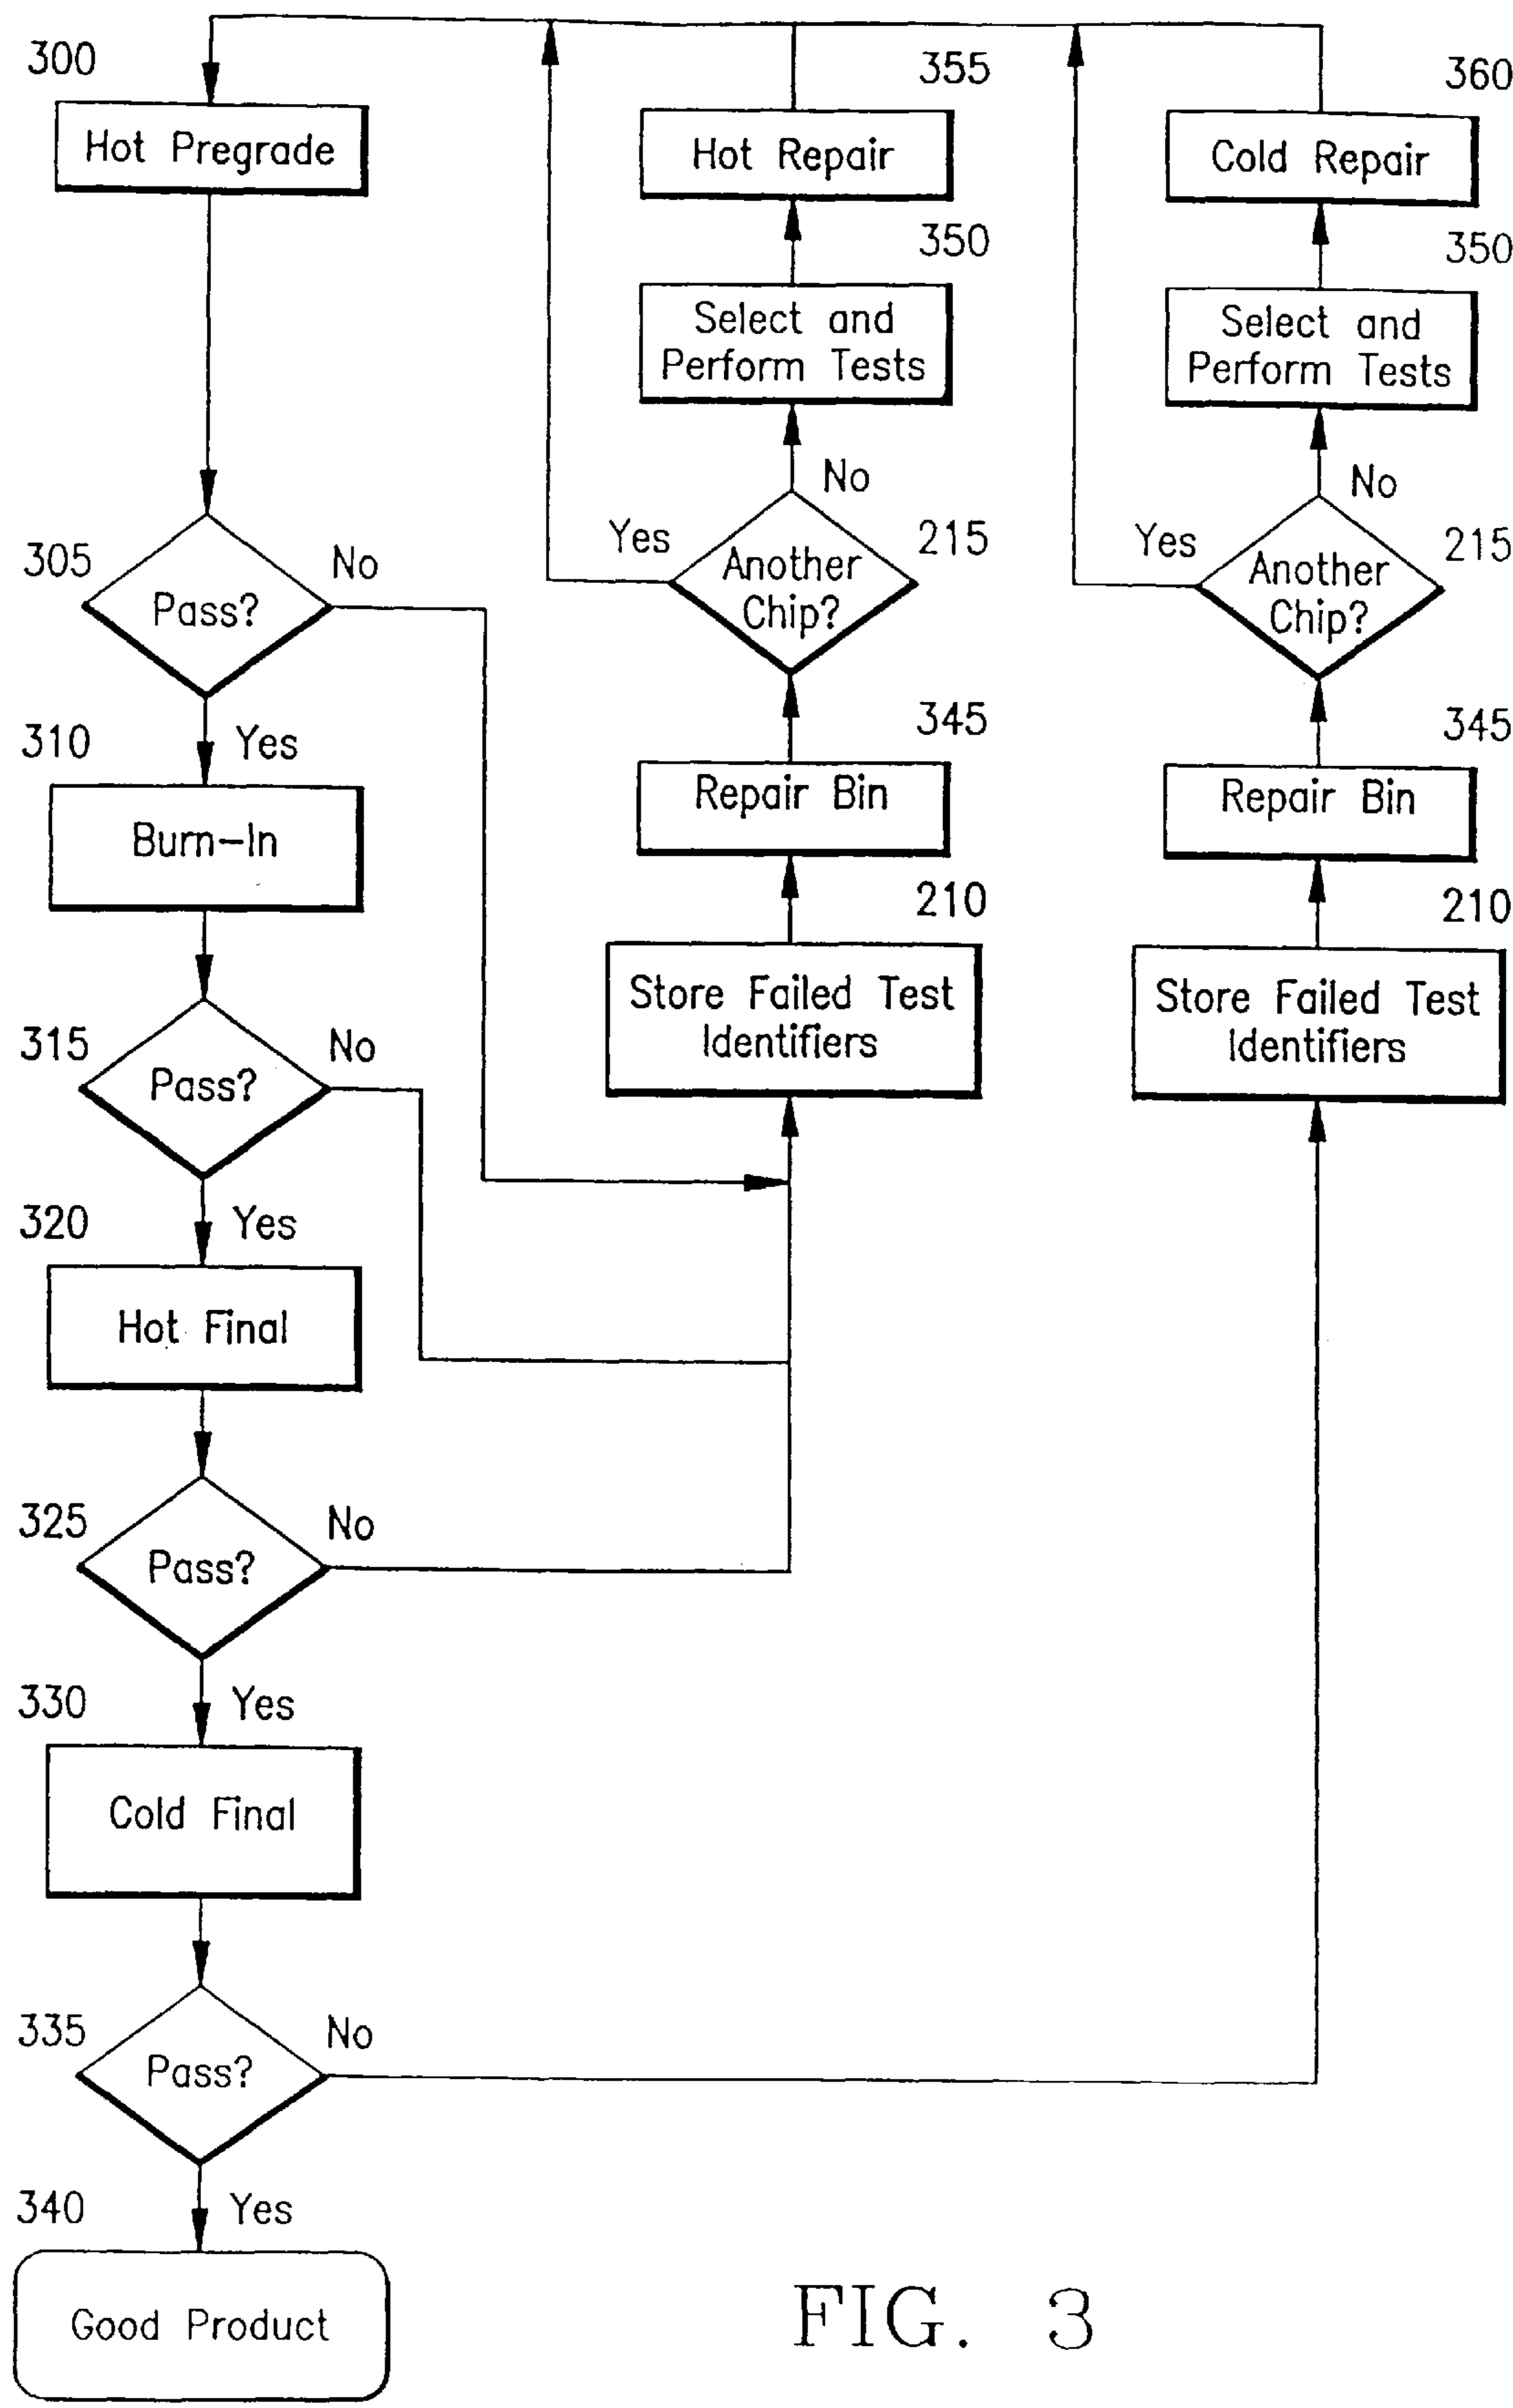 300
Hot Pregrade
305
Pass?
No
Yes
310
Burn-In
315
Pass?
No
Yes
320
Hot Final
325
Pass?
No
Yes
330
Cold Final
335
Pass?
No
Yes
340
Good Product
355
Hot Repair
350
Select and
Perform Tests
No
Yes
215
Another
Chip?
345
Repair Bin
210
Store Failed Test
Identifiers
360
Cold Repair
350
Select and
Perform Tests
No
Yes
215
Another
Chip?
345
Repair Bin
210
Store Failed Test
Identifiers
FIG. 3